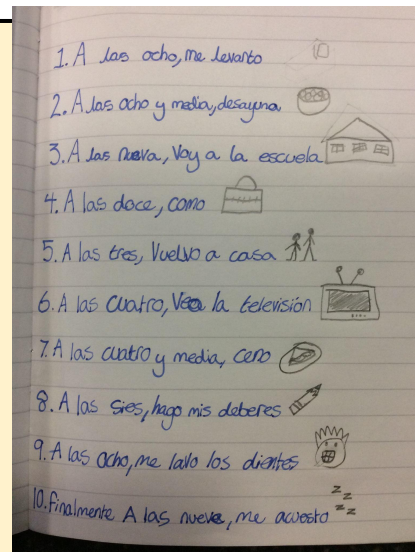 1. A las ocho, me levanto
2. A las ocho y media, desayuna
3. A las nueva, Voy a la escuela
4. A las doce, como
5. A las tres, Vuelvo a casa
6. A las cuatro, Veo la televisión
7. A las cuatro y media, ceno
8. A las sies, hago mis deberes
9. A las ocho, me lavo los dientes
10. Finalmente A las nueve, me acuesto
z z
z z